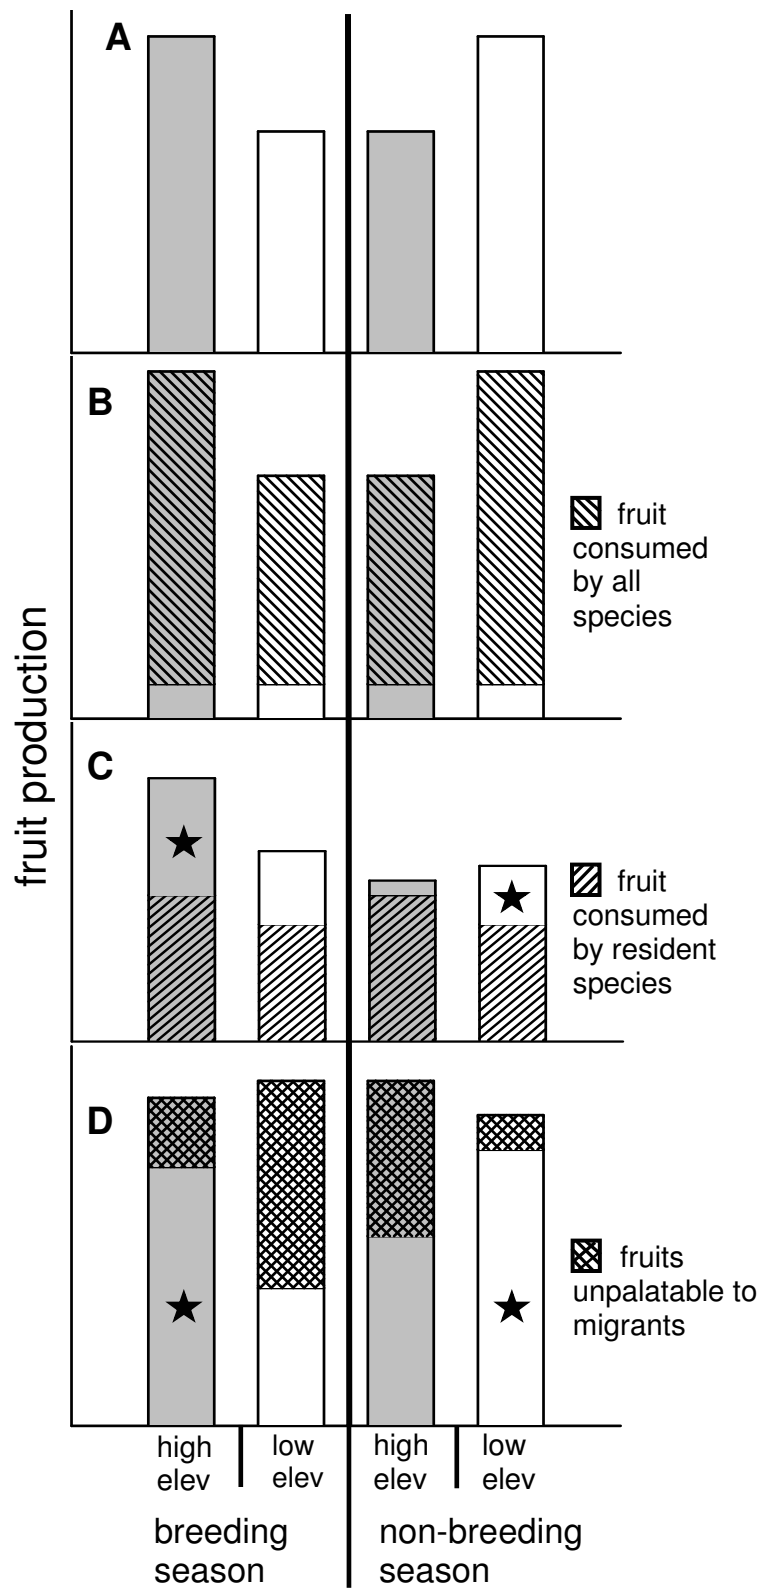 A
B
fruit
consumed
by all
species
fruit production
C
fruit
consumed
by resident
species
D
fruits
unpalatable to
migrants
high
elev
low
elev
high
elev
low
elev
breeding
season
non-breeding
season